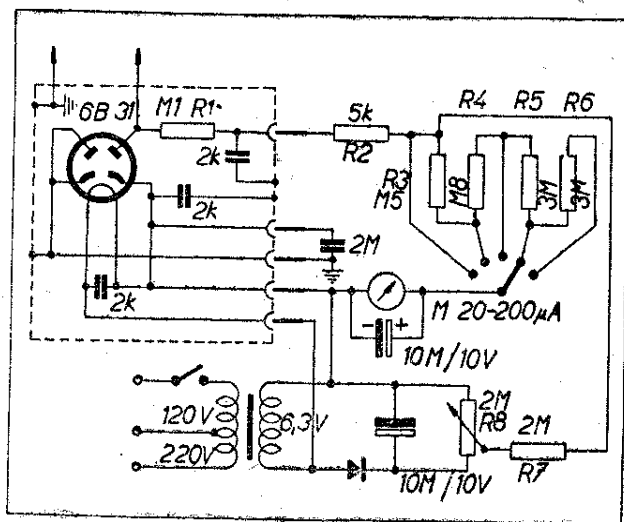 6B 31 M1 R1
2k
2k
2k
5k
R2
R4 R5 R6
R3
M5
M8
3M
3M
2M
M 20-200µA
- +
10M/10V
120V
220V
6,3V
10M/10V
2M
R8
2M
R7